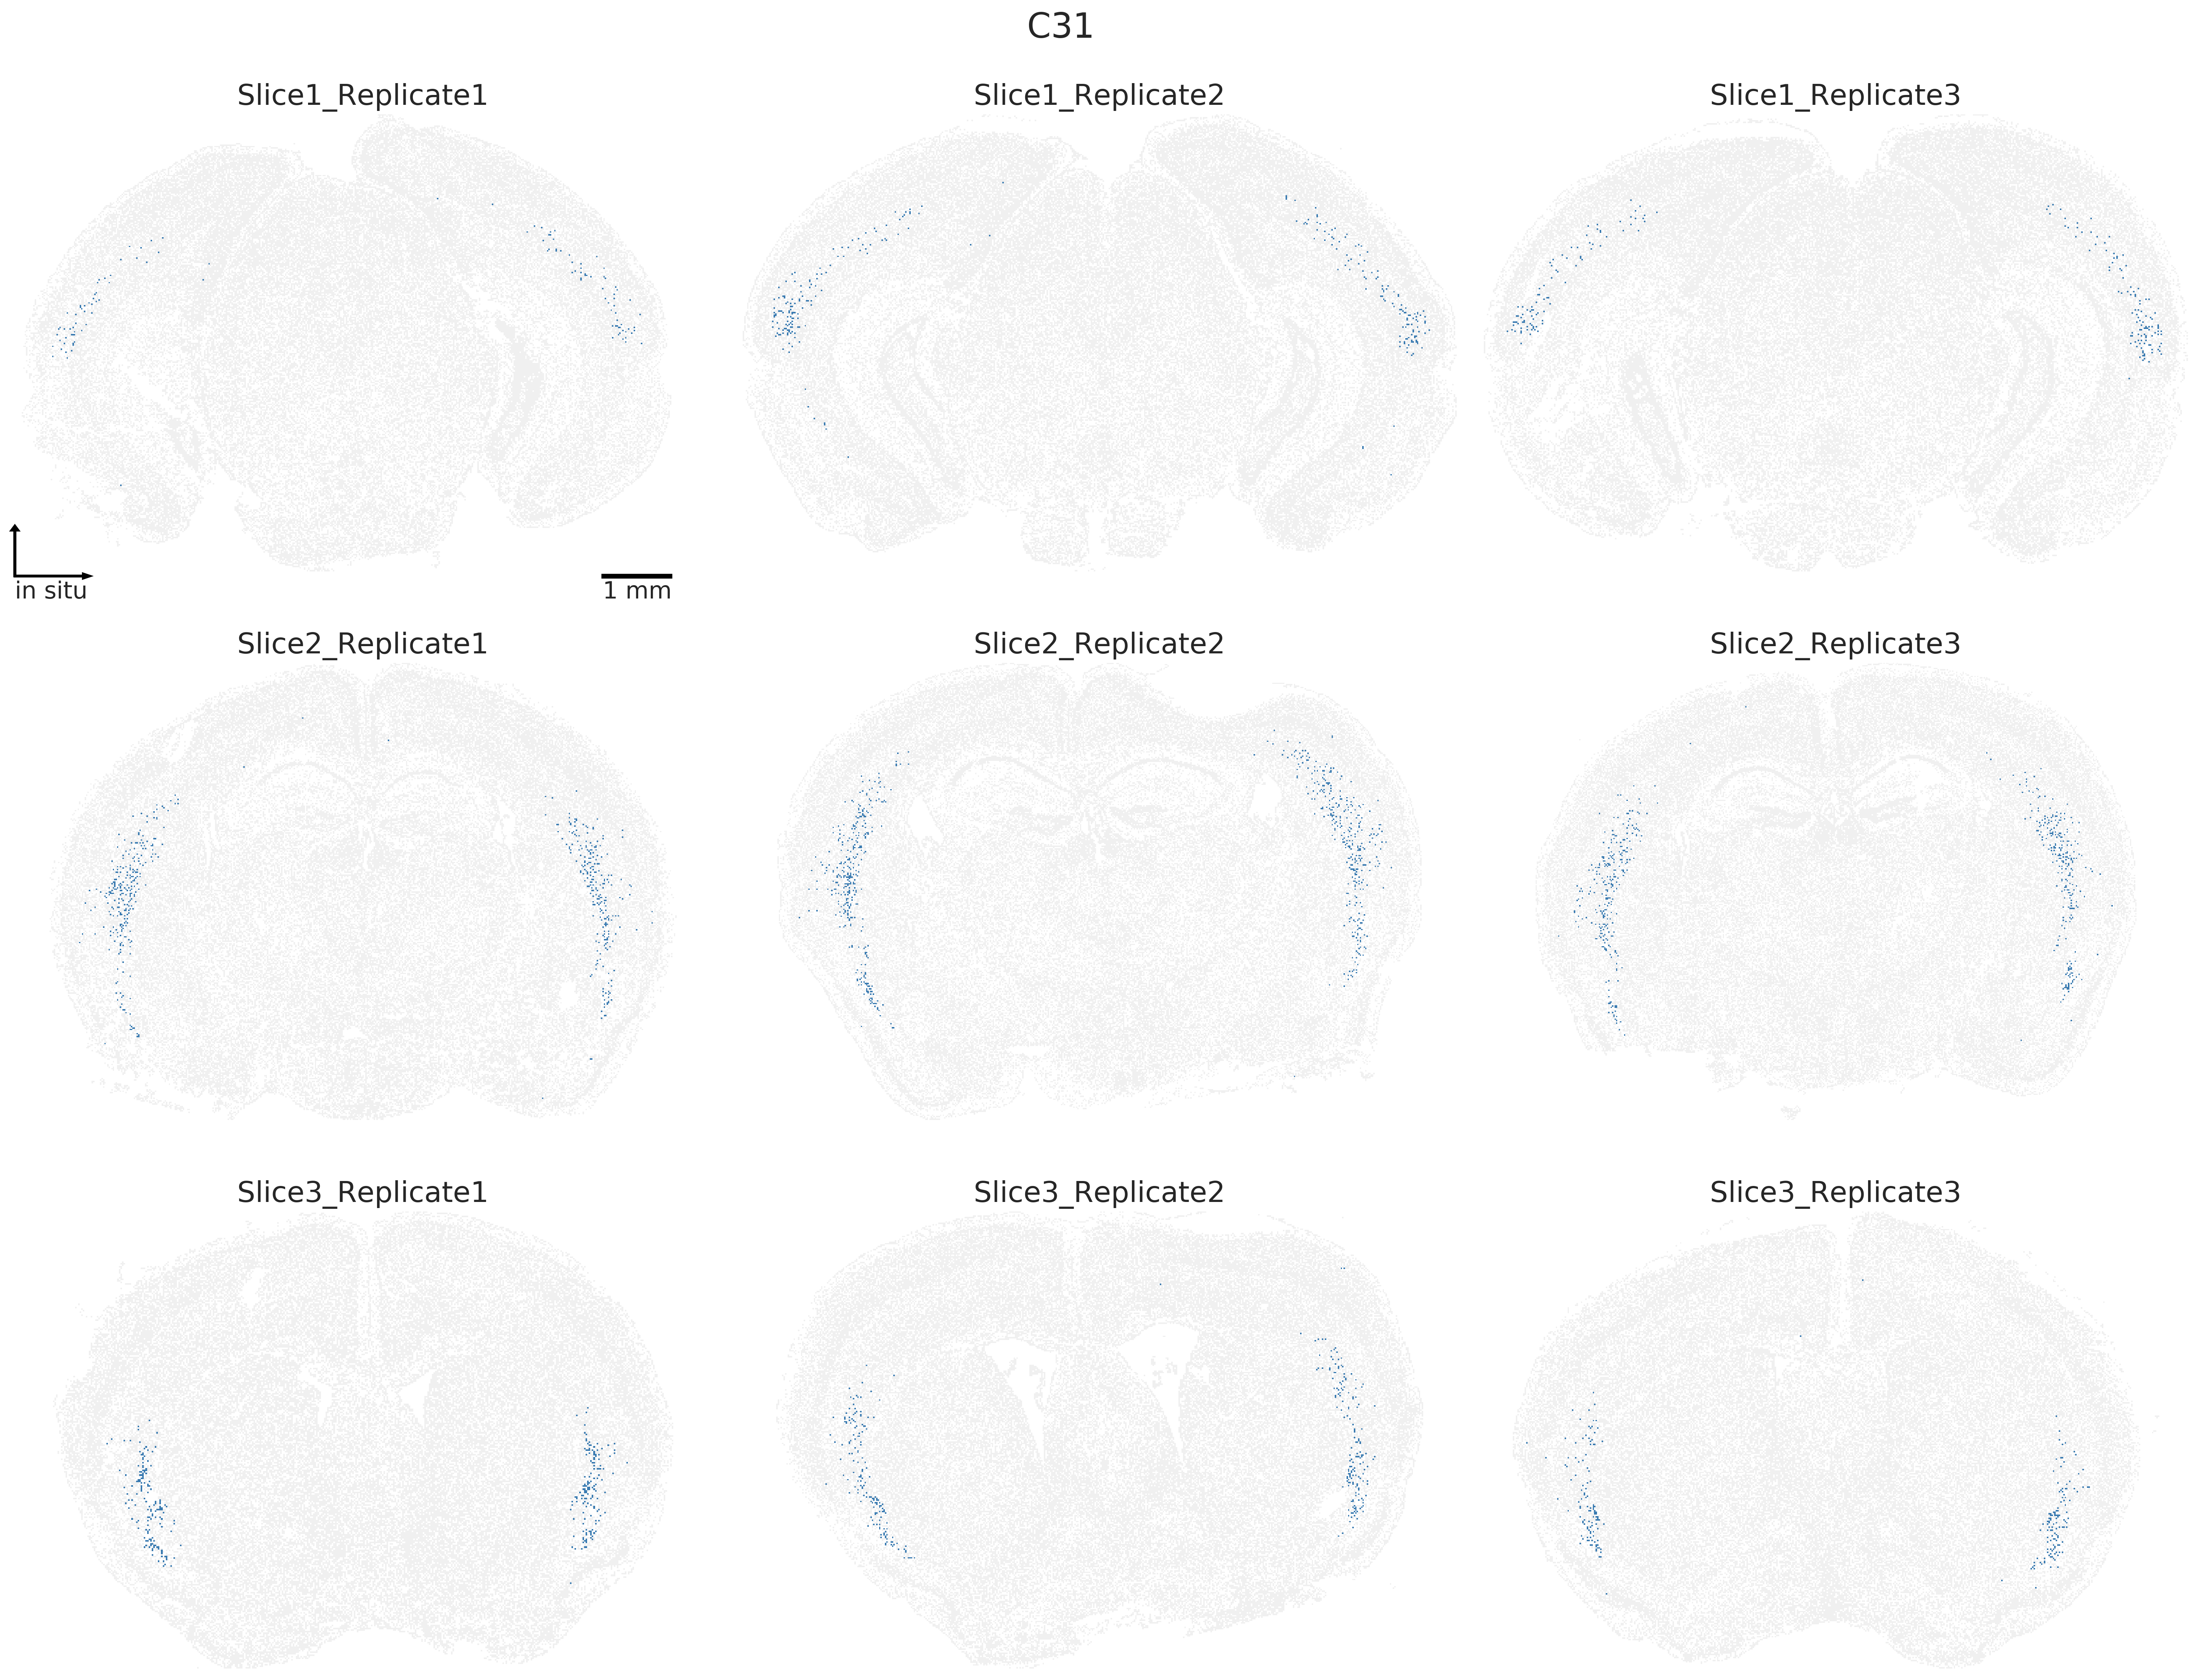 C31
Slice1_Replicate1
Slice1_Replicate2
Slice1_Replicate3
in situ
1 mm
Slice2_Replicate1
Slice2_Replicate2
Slice2_Replicate3
Slice3_Replicate1
Slice3_Replicate2
Slice3_Replicate3